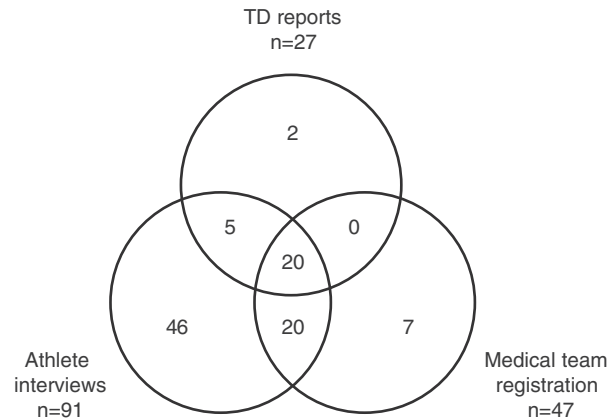 TD reports
n=27
2
5
0
20
46
20
7
Athlete
interviews
n=91
Medical team
registration
n=47